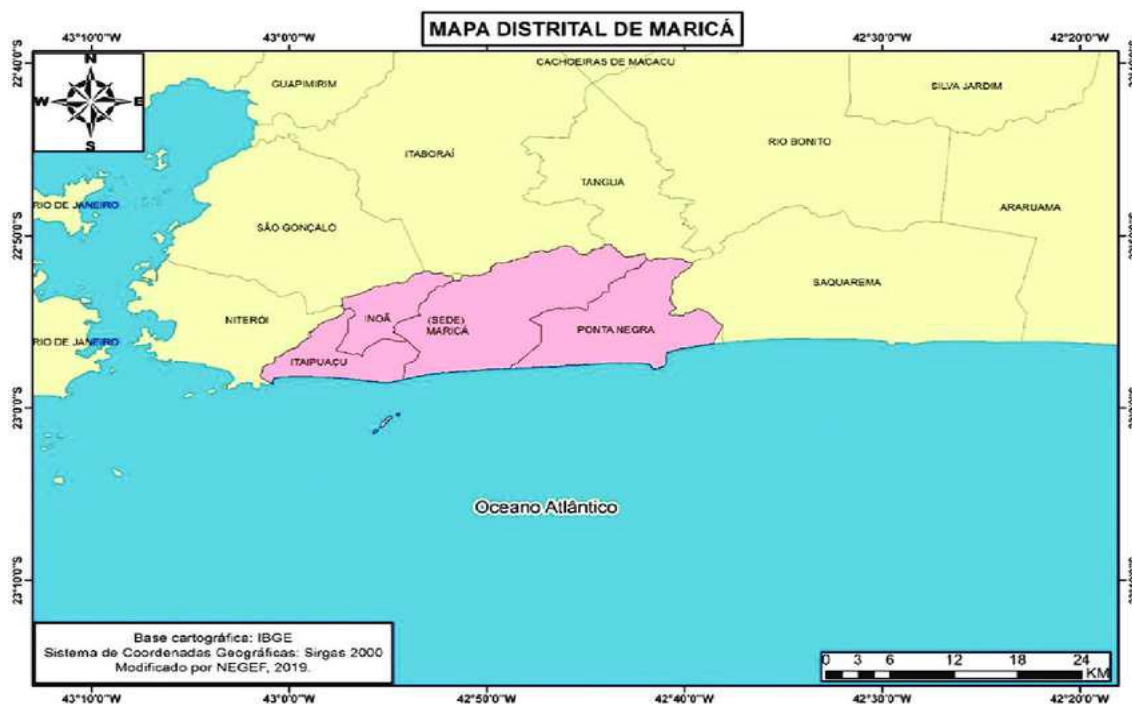 MAPA DISTRITAL DE MARICÁ
43°10'0"W 43°0'0"W 42°30'0"W 42°20'0"W
22°40'0"S
N
W E
S
GUAPIMIRIM
CACHOEIRAS DE MACACU
SILVA JARDIM
ITABORAÍ
RIO BONITO
TANGUÁ
RIO DE JANEIRO
ARARUAMA
22°50'0"S
SÃO GONÇALO
SAQUAREMA
NITERÓI
INOÃ
(SEDE)
MARICÁ
PONTA NEGRA
RIO DE JANEIRO
ITAIPUAÇU
23°0'0"S
23°0'0"S
Oceano Atlântico
23°10'0"S
23°10'0"S
Base cartográfica: IBGE
Sistema de Coordenadas Geográficas: Sirgas 2000
Modificado por NEGEF, 2019.
0 3 6 12 18 24
KM
43°10'0"W 43°0'0"W 42°50'0"W 42°40'0"W 42°30'0"W 42°20'0"W